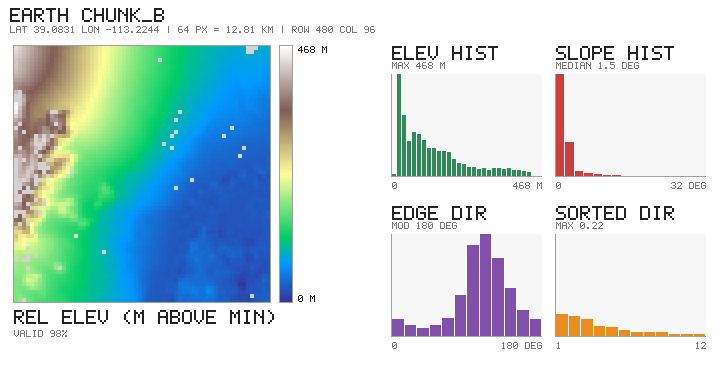 EARTH CHUNK_B
LAT 39.0831 LON -113.2244 | 64 PX = 12.81 KM | ROW 480 COL 96
468 M
0 M
REL ELEV (M ABOVE MIN)
VALID 98%
ELEV HIST
MAX 468 M
0 468 M
SLOPE HIST
MEDIAN 1.5 DEG
0 32 DEG
EDGE DIR
MOD 180 DEG
0 180 DEG
SORTED DIR
MAX 0.22
1 12